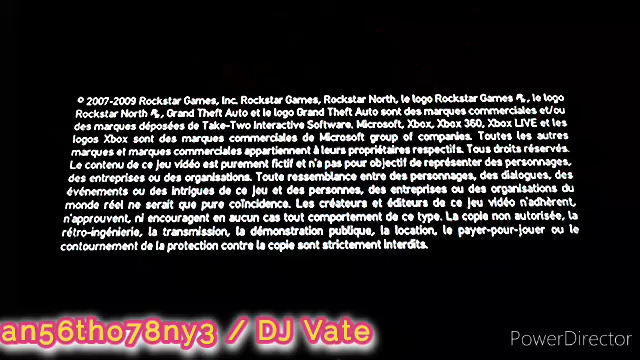 © 2007-2009 Rockstar Games, Inc. Rockstar Games, Rockstar North, le logo Rockstar Games R*, le logo
Rockstar North R*, Grand Theft Auto et le logo Grand Theft Auto sont des marques commerciales et/ou
des marques déposées de Take-Two Interactive Software. Microsoft, Xbox, Xbox 360, Xbox LIVE et les
logos Xbox sont des marques commerciales de Microsoft group of companies. Toutes les autres
marques et marques commerciales appartiennent à leurs propriétaires respectifs. Tous droits réservés.
Le contenu de ce jeu vidéo est purement fictif et n'a pas pour objectif de représenter des personnages,
des entreprises ou des organisations. Toute ressemblance entre des personnages, des dialogues, des
événements ou des intrigues de ce jeu et des personnes, des entreprises ou des organisations du
monde réel ne serait que pure coïncidence. Les créateurs et éditeurs de ce jeu vidéo n'adhèrent,
n'approuvent, ni encouragent en aucun cas tout comportement de ce type. La copie non autorisée, la
rétro-ingénierie, la transmission, la démonstration publique, la location, le payer-pour-jouer ou le
contournement de la protection contre la copie sont strictement interdits.
an56tho78ny3 / DJ Vate
PowerDirector